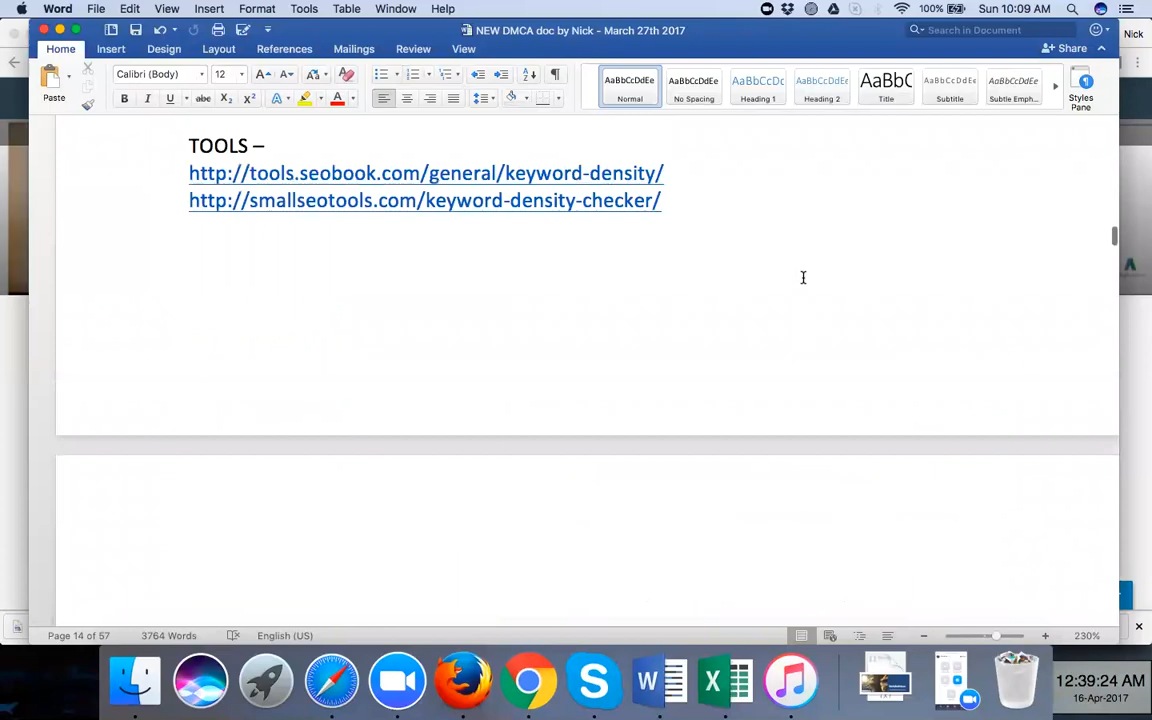 Word File Edit View Insert Format Tools Table Window Help 100% Sun 10:09 AM
NEW DMCA doc by Nick - March 27th 2017 Search in Document Nick
Home Insert Design Layout References Mailings Review View Share
Calibri (Body) 12
Paste
AaBbCcDdEe AaBbCcDdEe AaBbCcDc AaBbCcDdEe AaBbC AaBbCcDdEe AaBbCcDdEe
Normal No Spacing Heading 1 Heading 2 Title Subtitle Subtle Emph... Styles
Pane
TOOLS –
http://tools.seobook.com/general/keyword-density/
http://smallseotools.com/keyword-density-checker/
Page 14 of 57 3764 Words English (US) 230%
12:39:24 AM
16-Apr-2017